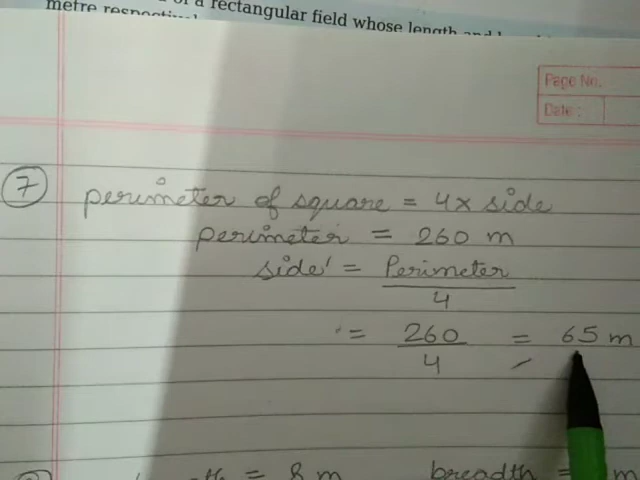 of a rectangular field whose length and
metre respectively
Page No.
Date :
7 perimeter of square = 4 x side
perimeter = 260 m
side = Perimeter
4
= 260 = 65 m
4
= 8 m breadth = m